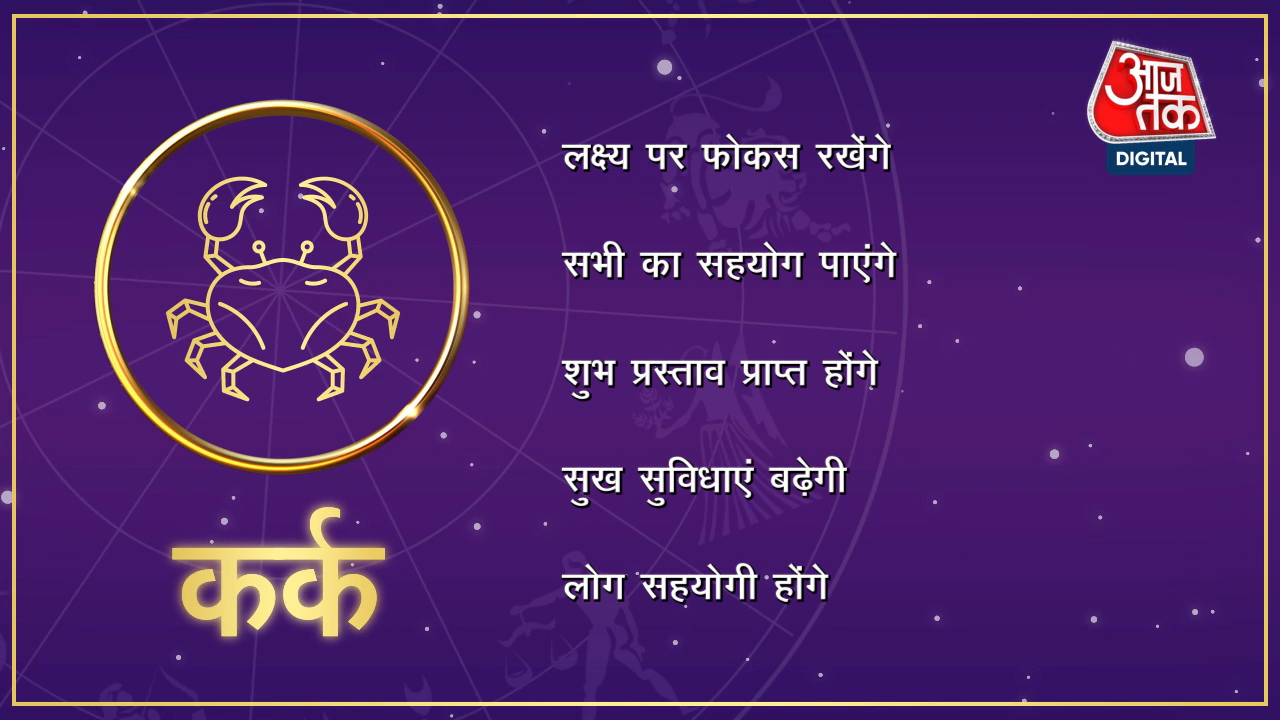 आज
तक
DIGITAL
लक्ष्य पर फोकस रखेंगे
सभी का सहयोग पाएंगे
शुभ प्रस्ताव प्राप्त होंगे
सुख सुविधाएं बढ़ेगी
लोग सहयोगी होंगे
कर्क